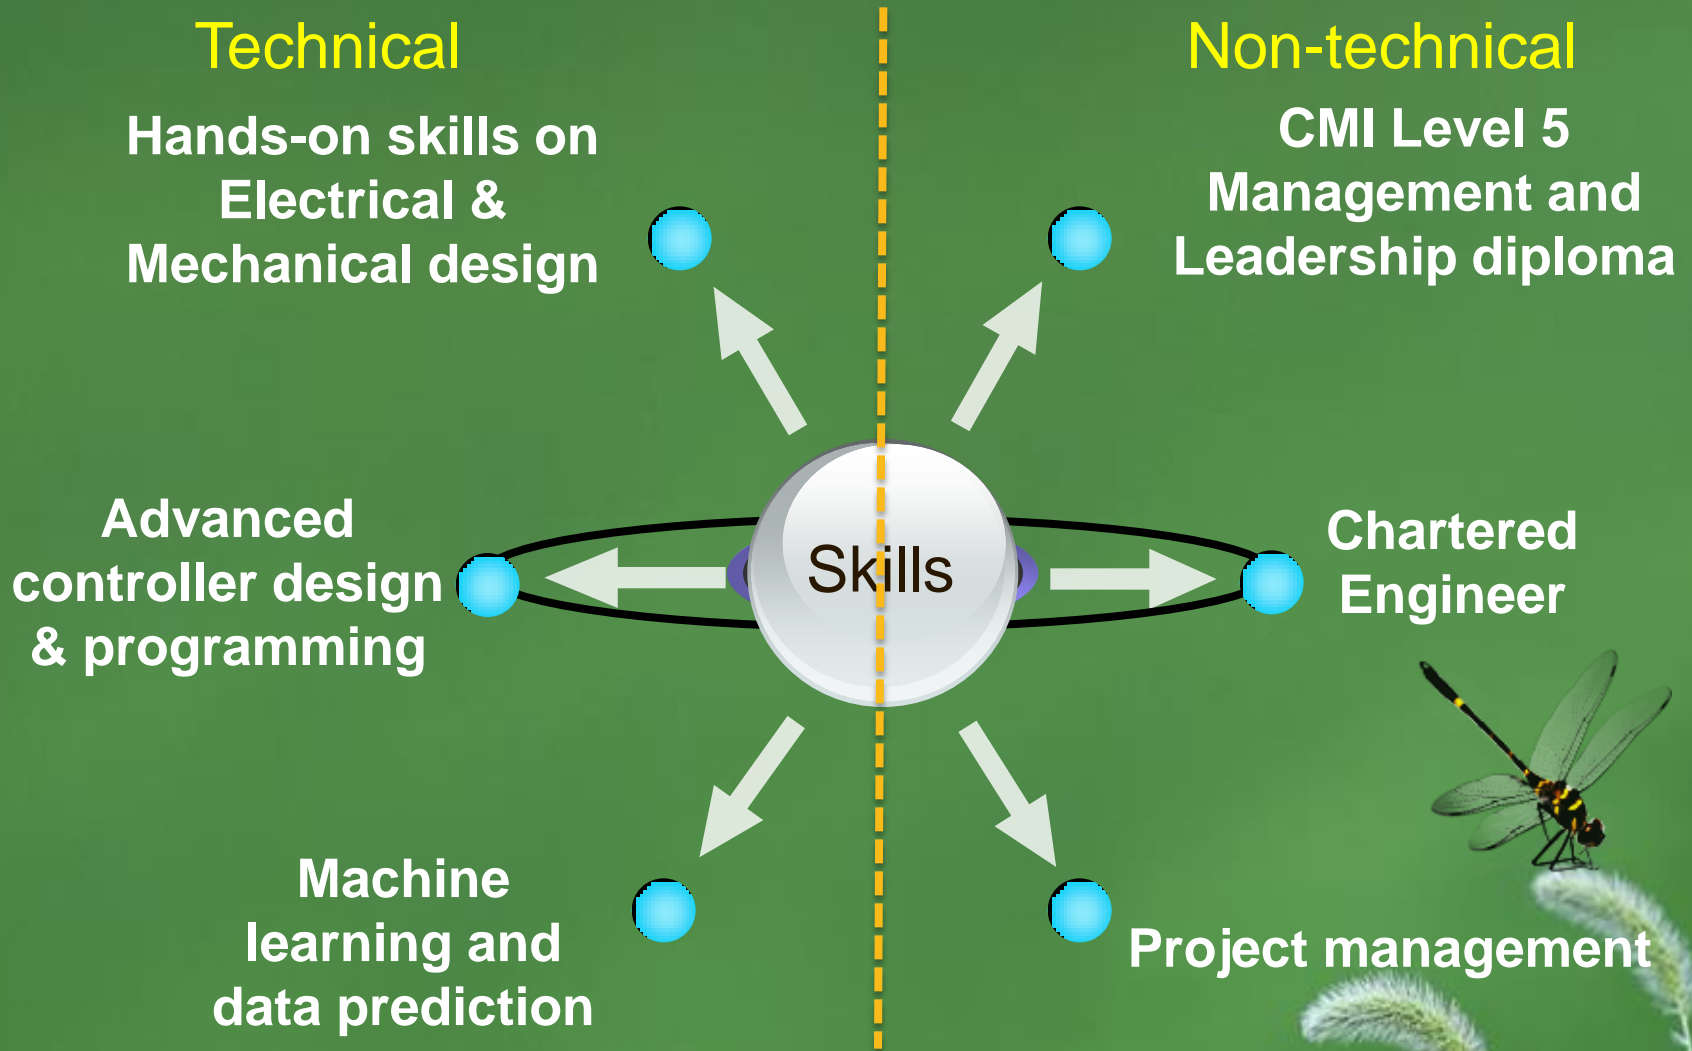 Technical
Hands-on skills on
Electrical &
Mechanical design
Advanced
controller design
& programming
Machine
learning and
data prediction
Skills
Non-technical
CMI Level 5
Management and
Leadership diploma
Chartered
Engineer
Project management